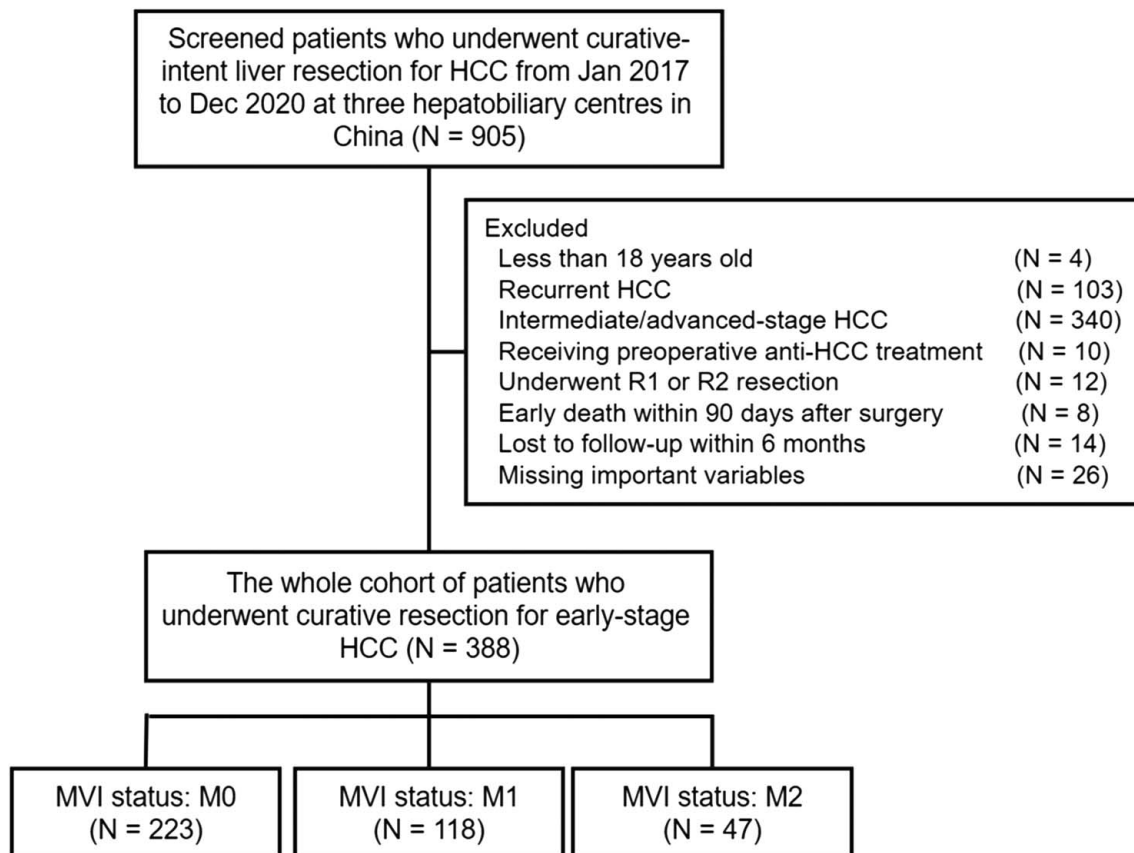 Screened patients who underwent curative-
intent liver resection for HCC from Jan 2017
to Dec 2020 at three hepatobiliary centres in
China (N = 905)
Excluded
Less than 18 years old (N = 4)
Recurrent HCC (N = 103)
Intermediate/advanced-stage HCC (N = 340)
Receiving preoperative anti-HCC treatment (N = 10)
Underwent R1 or R2 resection (N = 12)
Early death within 90 days after surgery (N = 8)
Lost to follow-up within 6 months (N = 14)
Missing important variables (N = 26)
The whole cohort of patients who
underwent curative resection for early-stage
HCC (N = 388)
MVI status: M0
(N = 223)
MVI status: M1
(N = 118)
MVI status: M2
(N = 47)